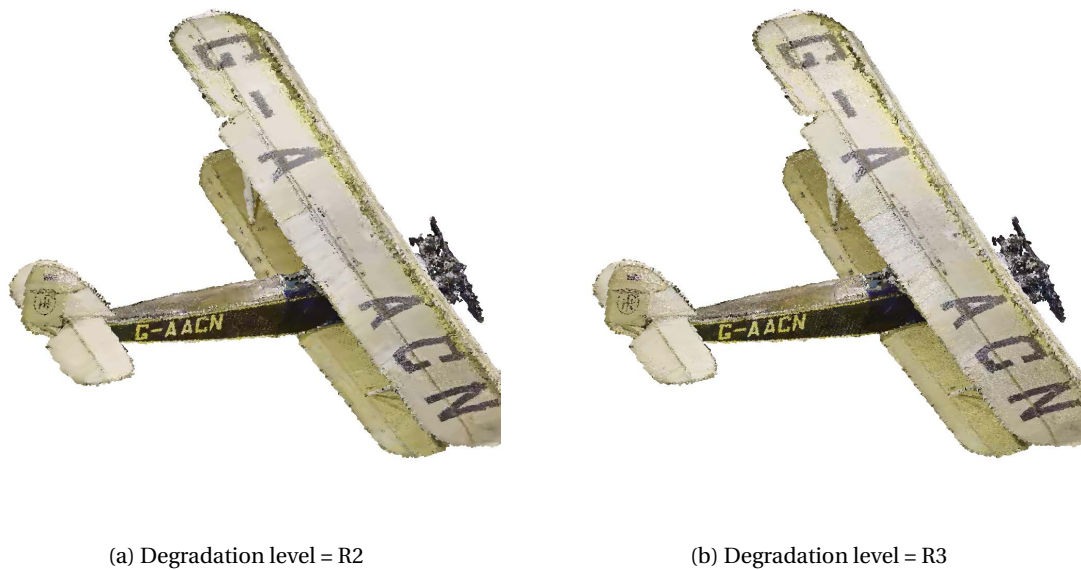 G-A ACN
G-AACN
(a) Degradation level = R2
G-A ACN
G-AACN
(b) Degradation level = R3